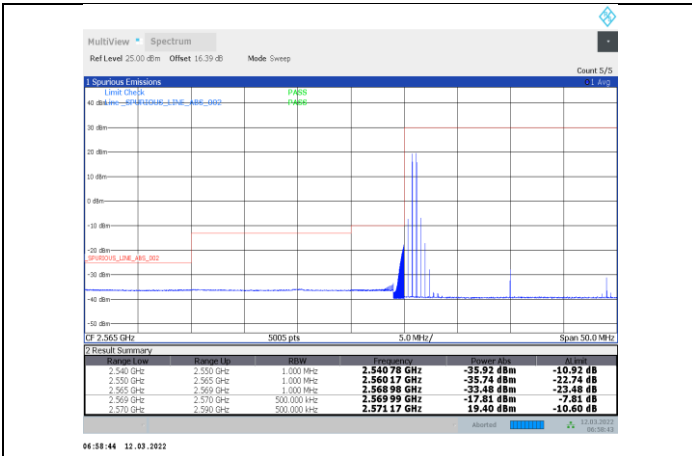 MultiView Spectrum
Ref Level 25.00 dBm Offset 16.39 dB Mode Sweep
Count 5/5
1 Spurious Emissions 1 Avg
Limit Check PASS
40 dBm Line _SPURIOUS_LINE_ABS_002 PASS
30 dBm
20 dBm
10 dBm
0 dBm
-10 dBm
-20 dBm
_SPURIOUS_LINE_ABS_002
-30 dBm
-40 dBm
-50 dBm
CF 2.565 GHz 5005 pts 5.0 MHz/ Span 50.0 MHz
2 Result Summary
Range Low Range Up RBW Frequency Power Abs ΔLimit
2.540 GHz 2.550 GHz 1.000 MHz 2.540 78 GHz -35.92 dBm -10.92 dB
2.550 GHz 2.565 GHz 1.000 MHz 2.560 17 GHz -35.74 dBm -22.74 dB
2.565 GHz 2.569 GHz 1.000 MHz 2.568 98 GHz -33.48 dBm -23.48 dB
2.569 GHz 2.570 GHz 500.000 kHz 2.569 99 GHz -17.81 dBm -7.81 dB
2.570 GHz 2.590 GHz 500.000 kHz 2.571 17 GHz 19.40 dBm -10.60 dB
Aborted 12.03.2022
06:58:43
06:58:44 12.03.2022